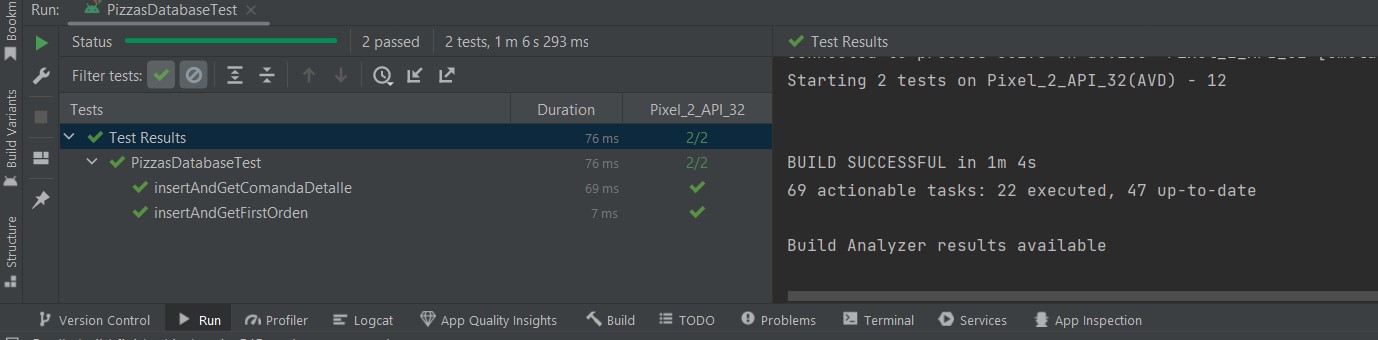 Run: PizzasDatabaseTest
Status 2 passed 2 tests, 1 m 6 s 293 ms
Filter tests:
Tests Duration Pixel_2_API_32
Test Results 76 ms 2/2
PizzasDatabaseTest 76 ms 2/2
insertAndGetComandaDetalle 69 ms
insertAndGetFirstOrden 7 ms
Test Results
Starting 2 tests on Pixel_2_API_32(AVD) - 12
BUILD SUCCESSFUL in 1m 4s
69 actionable tasks: 22 executed, 47 up-to-date
Build Analyzer results available
Bookm
Build Variants
Structure
Version Control Run Profiler Logcat App Quality Insights Build TODO Problems Terminal Services App Inspection